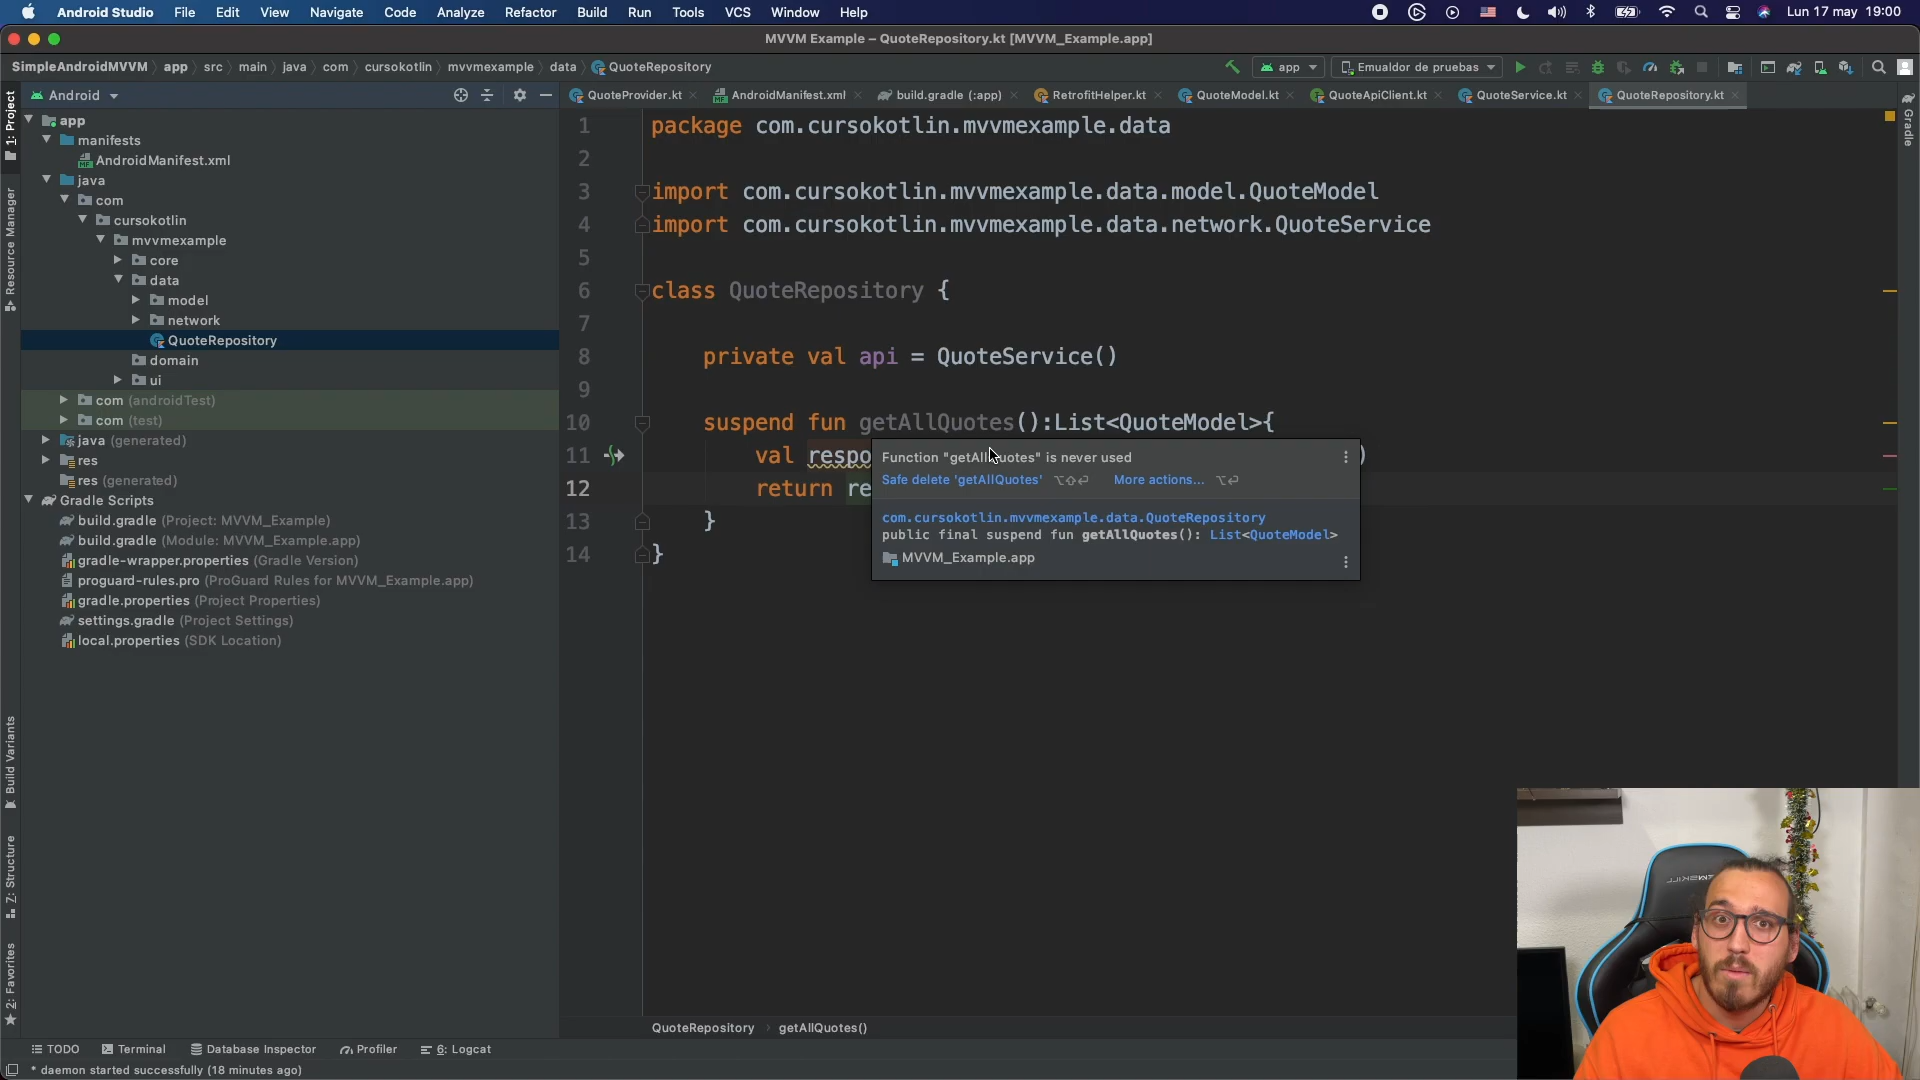 Android Studio File Edit View Navigate Code Analyze Refactor Build Run Tools VCS Window Help Lun 17 may 19:00
MVVM Example – QuoteRepository.kt [MVVM_Example.app]
SimpleAndroidMVVM app src main java com cursokotlin mvvmexample data QuoteRepository app Emualdor de pruebas
Android
QuoteProvider.kt AndroidManifest.xml build.gradle (:app) RetrofitHelper.kt QuoteModel.kt QuoteApiClient.kt QuoteService.kt QuoteRepository.kt
1: Project
Resource Manager
Build Variants
Z: Structure
2: Favorites
Gradle
app
manifests
AndroidManifest.xml
java
com
cursokotlin
mvvmexample
core
data
model
network
QuoteRepository
domain
ui
com (androidTest)
com (test)
java (generated)
res
res (generated)
Gradle Scripts
build.gradle (Project: MVVM_Example)
build.gradle (Module: MVVM_Example.app)
gradle-wrapper.properties (Gradle Version)
proguard-rules.pro (ProGuard Rules for MVVM_Example.app)
gradle.properties (Project Properties)
settings.gradle (Project Settings)
local.properties (SDK Location)
1 package com.cursokotlin.mvvmexample.data
2
3 import com.cursokotlin.mvvmexample.data.model.QuoteModel
4 import com.cursokotlin.mvvmexample.data.network.QuoteService
5
6 class QuoteRepository {
7
8 private val api = QuoteService()
9
10 suspend fun getAllQuotes():List<QuoteModel>{
11 val respo )
12 return re
13 }
14 }
Function "getAllQuotes" is never used
Safe delete 'getAllQuotes' ⌥⇧⏎ More actions... ⌥⏎
com.cursokotlin.mvvmexample.data.QuoteRepository
public final suspend fun getAllQuotes(): List<QuoteModel>
MVVM_Example.app
QuoteRepository getAllQuotes()
TODO Terminal Database Inspector Profiler 6: Logcat
* daemon started successfully (18 minutes ago)